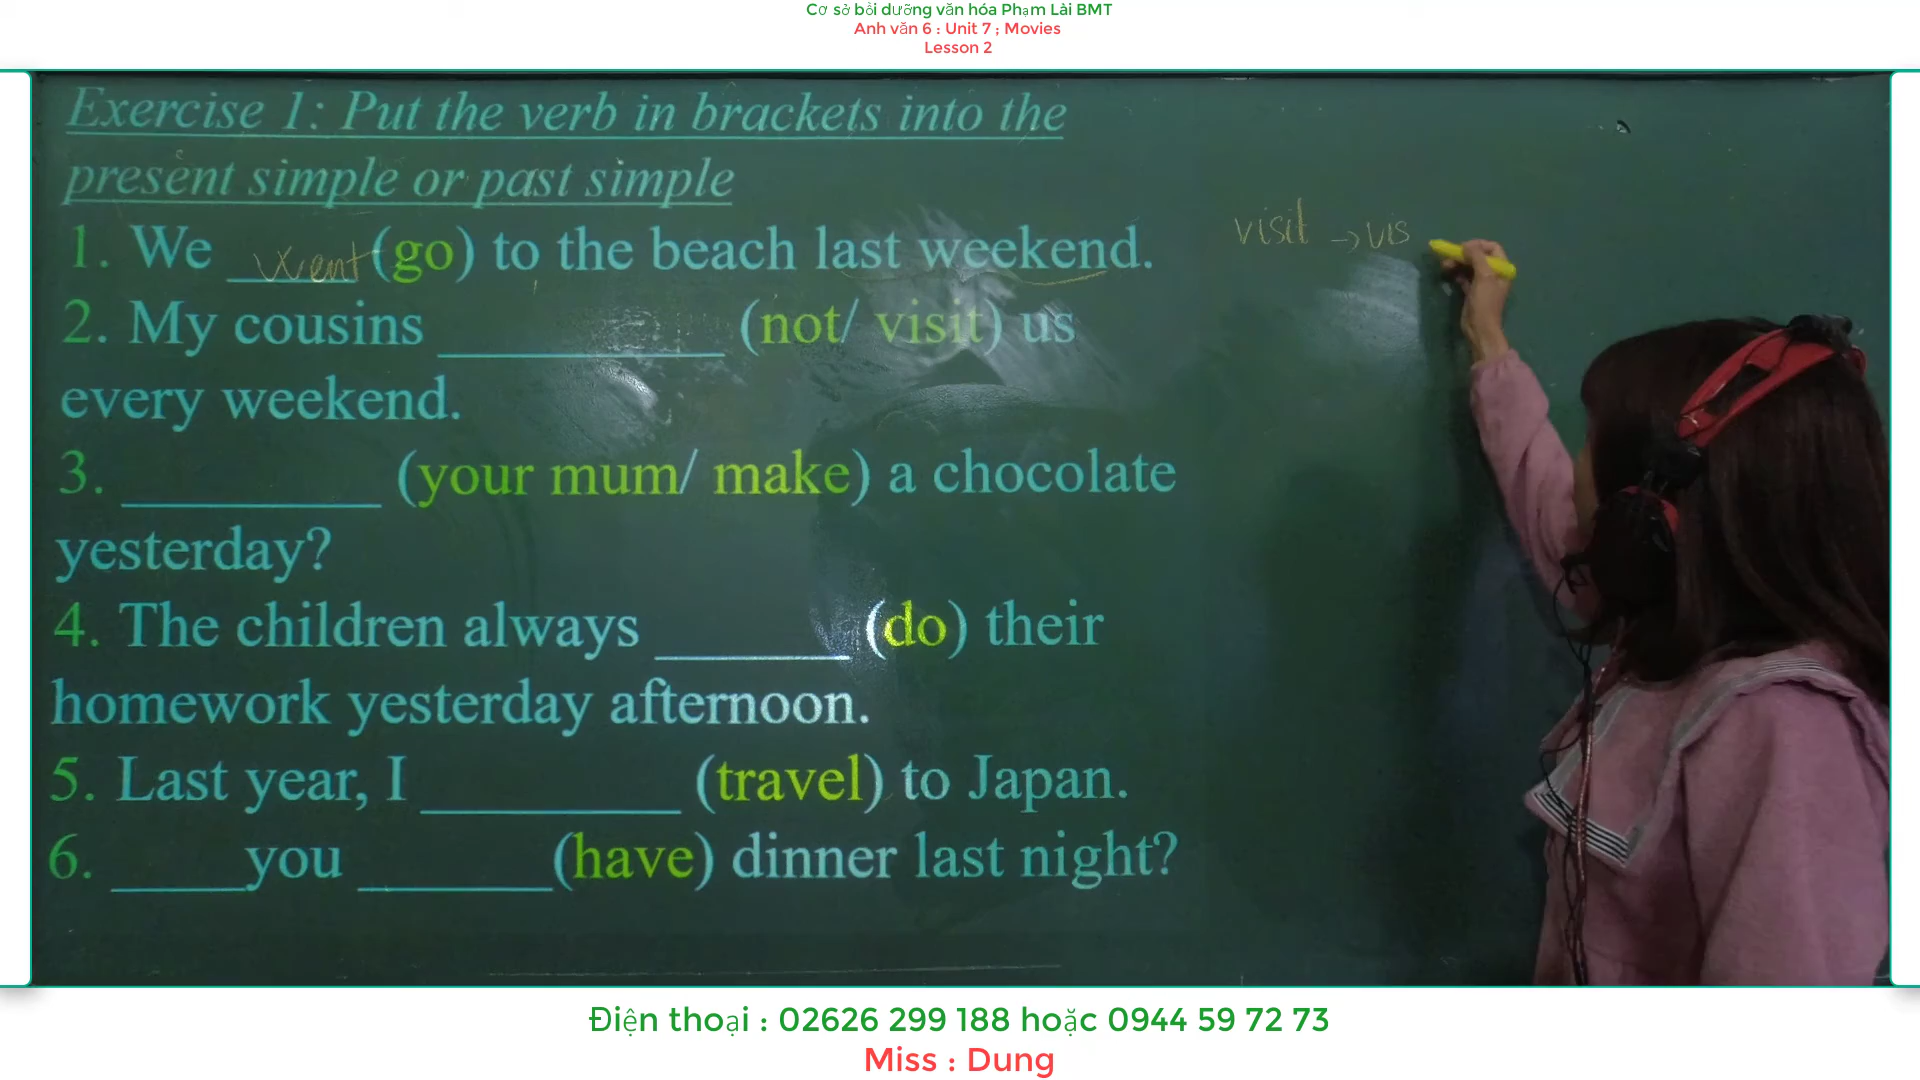 Cơ sở bồi dưỡng văn hóa Phạm Lài BMT
Anh văn 6 : Unit 7 ; Movies
Lesson 2
Exercise 1: Put the verb in brackets into the
present simple or past simple
1. We went (go) to the beach last weekend.
2. My cousins __________ (not/ visit) us
every weekend.
3. _________ (your mum/ make) a chocolate
yesterday?
4. The children always _______ (do) their
homework yesterday afternoon.
5. Last year, I _________ (travel) to Japan.
6. _____you _______(have) dinner last night?
visit → vis
Điện thoại : 02626 299 188 hoặc 0944 59 72 73
Miss : Dung